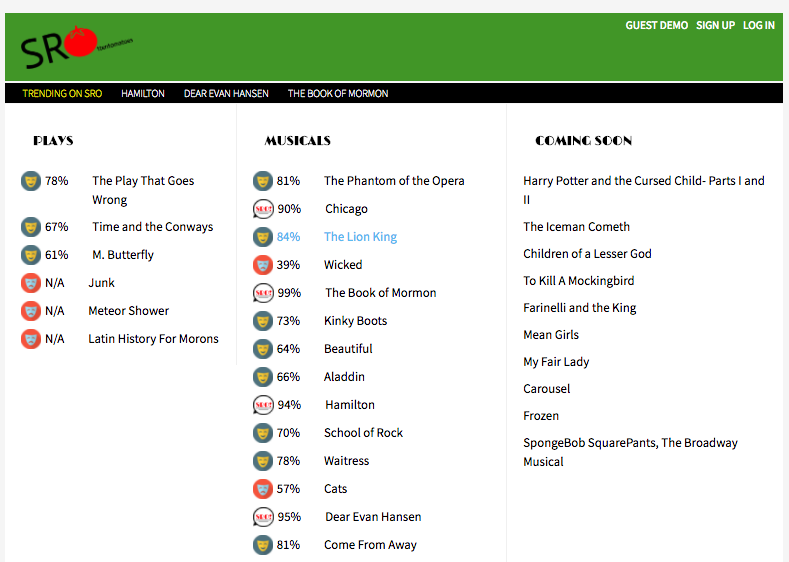 SRO
GUEST DEMO SIGN UP LOG IN
TRENDING ON SRO HAMILTON DEAR EVAN HANSEN THE BOOK OF MORMON
PLAYS
78% The Play That Goes
Wrong
67% Time and the Conways
61% M. Butterfly
N/A Junk
N/A Meteor Shower
N/A Latin History For Morons
MUSICALS
81% The Phantom of the Opera
SRO! 90% Chicago
84% The Lion King
39% Wicked
SRO! 99% The Book of Mormon
73% Kinky Boots
64% Beautiful
66% Aladdin
SRO! 94% Hamilton
70% School of Rock
78% Waitress
57% Cats
SRO! 95% Dear Evan Hansen
81% Come From Away
COMING SOON
Harry Potter and the Cursed Child- Parts I and
II
The Iceman Cometh
Children of a Lesser God
To Kill A Mockingbird
Farinelli and the King
Mean Girls
My Fair Lady
Carousel
Frozen
SpongeBob SquarePants, The Broadway
Musical